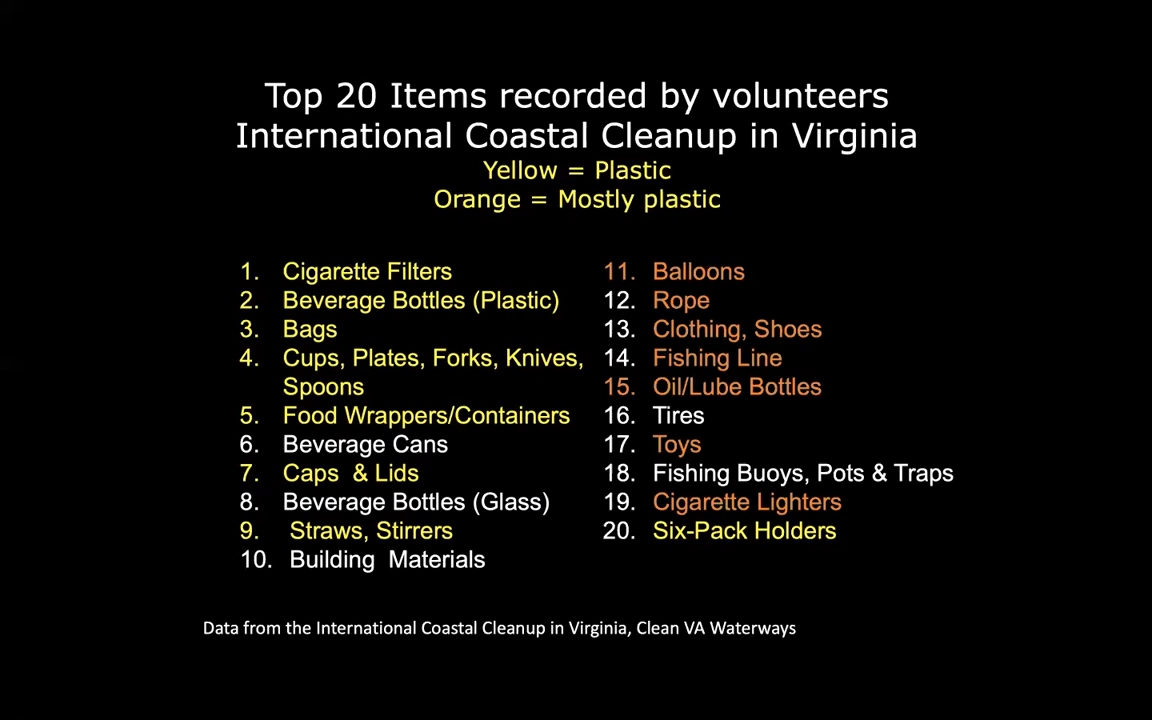 Top 20 Items recorded by volunteers
International Coastal Cleanup in Virginia
Yellow = Plastic
Orange = Mostly plastic
1. Cigarette Filters
2. Beverage Bottles (Plastic)
3. Bags
4. Cups, Plates, Forks, Knives,
Spoons
5. Food Wrappers/Containers
6. Beverage Cans
7. Caps & Lids
8. Beverage Bottles (Glass)
9. Straws, Stirrers
10. Building Materials
11. Balloons
12. Rope
13. Clothing, Shoes
14. Fishing Line
15. Oil/Lube Bottles
16. Tires
17. Toys
18. Fishing Buoys, Pots & Traps
19. Cigarette Lighters
20. Six-Pack Holders
Data from the International Coastal Cleanup in Virginia, Clean VA Waterways